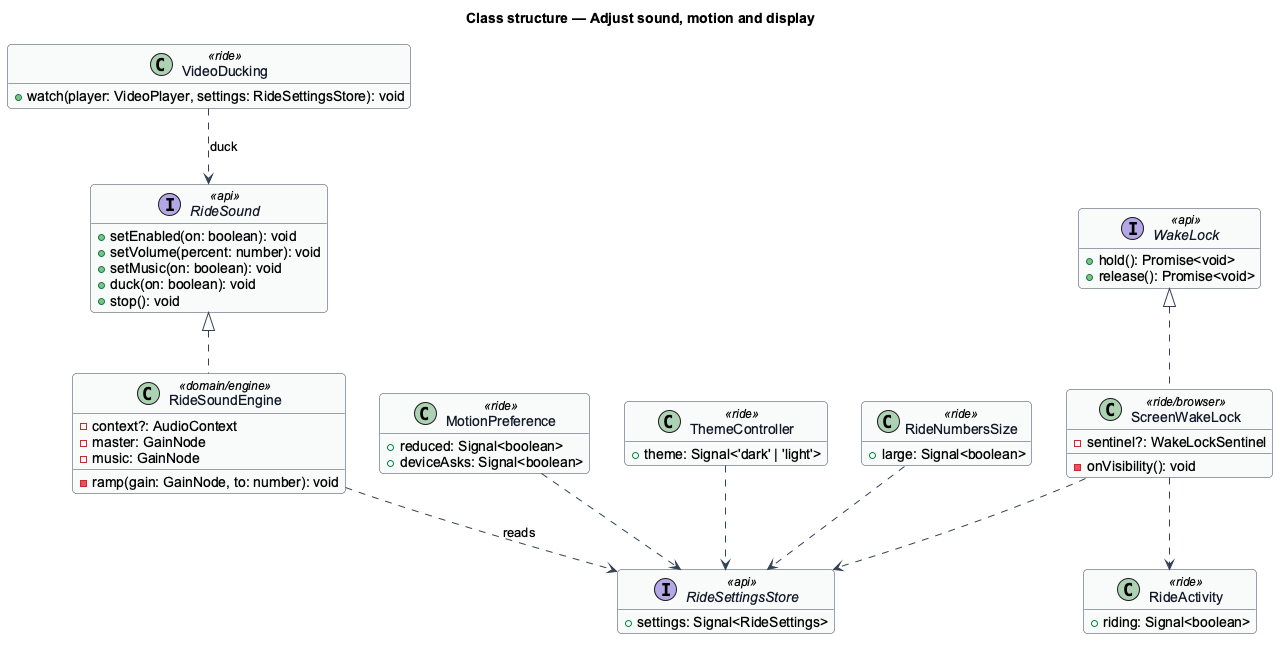 Class structure — Adjust sound, motion and display
C
«ride»
VideoDucking
watch(player: VideoPlayer, settings: RideSettingsStore): void
duck
I
«api»
RideSound
setEnabled(on: boolean): void
setVolume(percent: number): void
setMusic(on: boolean): void
duck(on: boolean): void
stop(): void
I
«api»
WakeLock
hold(): Promise<void>
release(): Promise<void>
C
«domain/engine»
RideSoundEngine
context?: AudioContext
master: GainNode
music: GainNode
ramp(gain: GainNode, to: number): void
C
«ride»
MotionPreference
reduced: Signal<boolean>
deviceAsks: Signal<boolean>
C
«ride»
ThemeController
theme: Signal<'dark' | 'light'>
C
«ride»
RideNumbersSize
large: Signal<boolean>
C
«ride/browser»
ScreenWakeLock
sentinel?: WakeLockSentinel
onVisibility(): void
reads
I
«api»
RideSettingsStore
settings: Signal<RideSettings>
C
«ride»
RideActivity
riding: Signal<boolean>